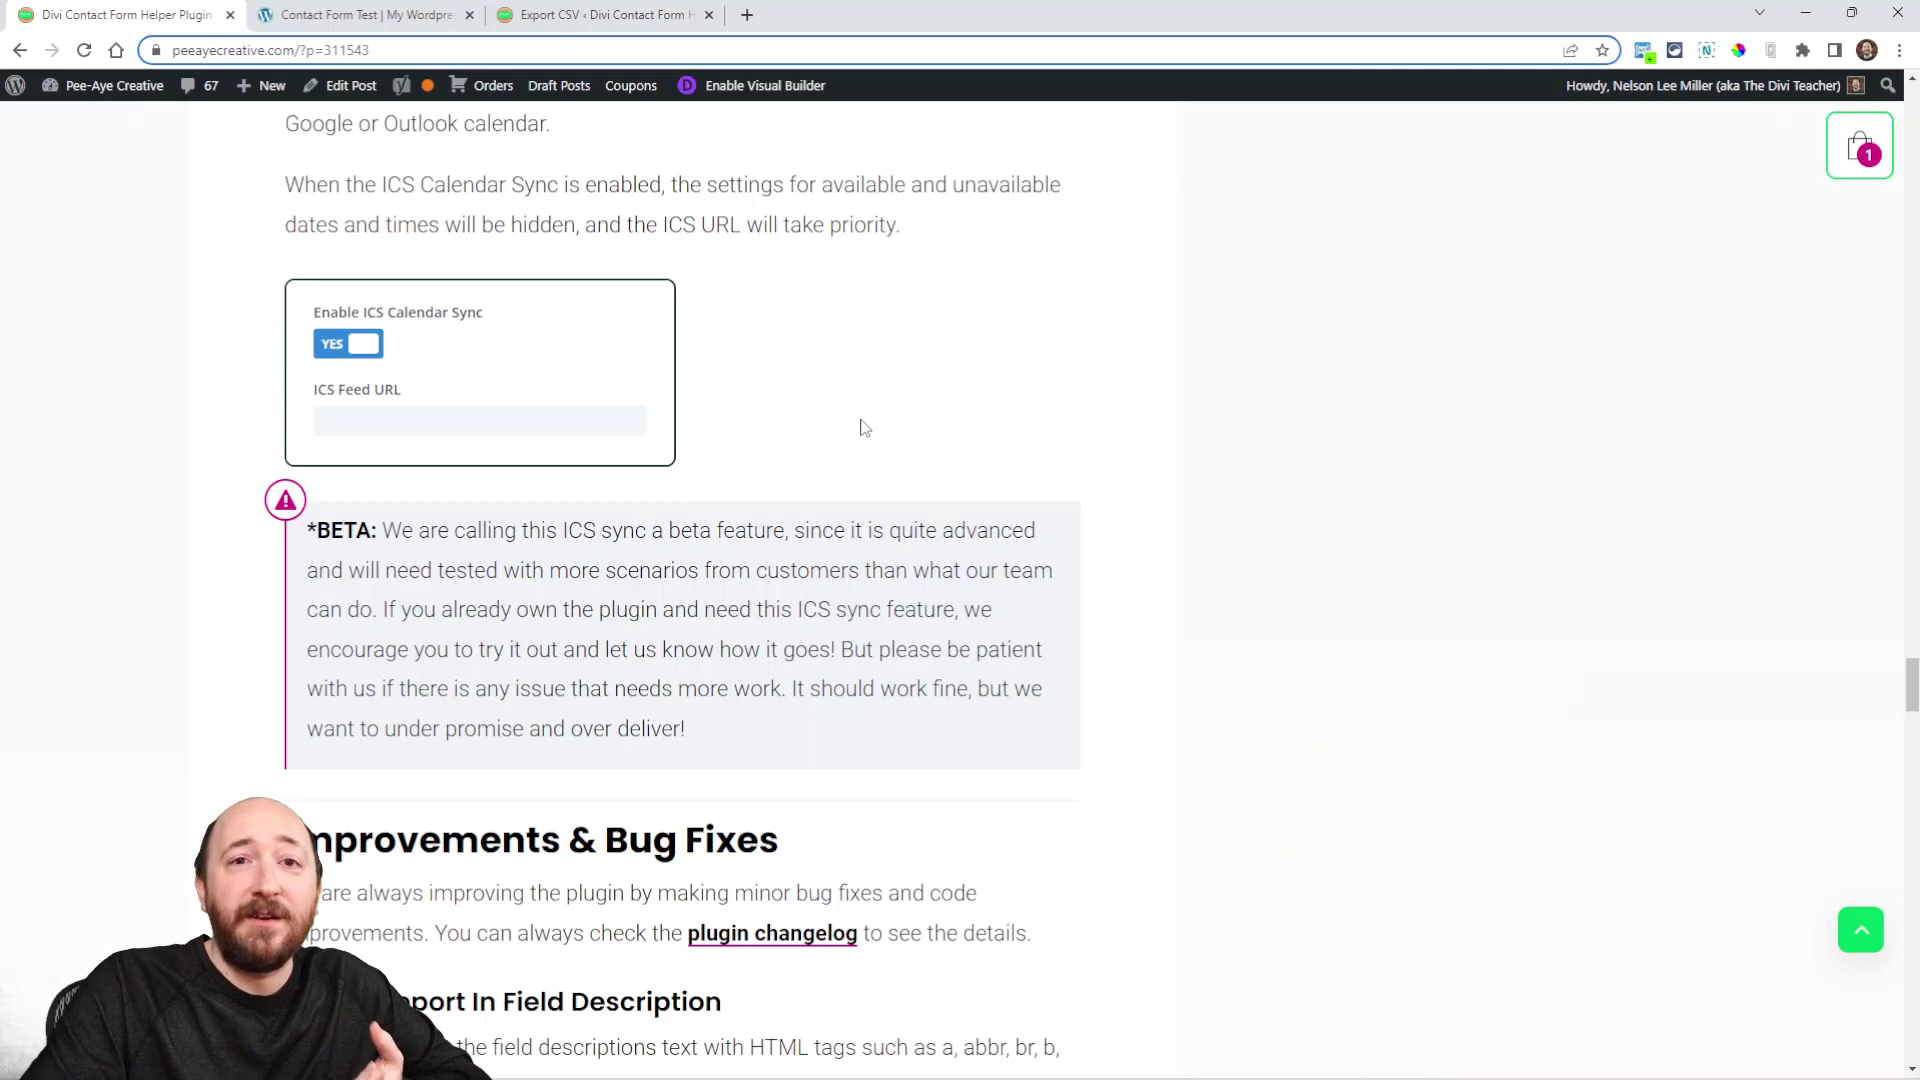 Divi Contact Form Helper Plugin
Contact Form Test | My Wordpre
Export CSV ‹ Divi Contact Form H
peeayecreative.com/?p=311543
Pee-Aye Creative
67
New
Edit Post
Orders
Draft Posts
Coupons
Enable Visual Builder
Howdy, Nelson Lee Miller (aka The Divi Teacher)
1
Google or Outlook calendar.
When the ICS Calendar Sync is enabled, the settings for available and unavailable
dates and times will be hidden, and the ICS URL will take priority.
Enable ICS Calendar Sync
YES
ICS Feed URL
*BETA: We are calling this ICS sync a beta feature, since it is quite advanced
and will need tested with more scenarios from customers than what our team
can do. If you already own the plugin and need this ICS sync feature, we
encourage you to try it out and let us know how it goes! But please be patient
with us if there is any issue that needs more work. It should work fine, but we
want to under promise and over deliver!
mprovements & Bug Fixes
are always improving the plugin by making minor bug fixes and code
provements. You can always check the plugin changelog to see the details.
port In Field Description
the field descriptions text with HTML tags such as a, abbr, br, b,